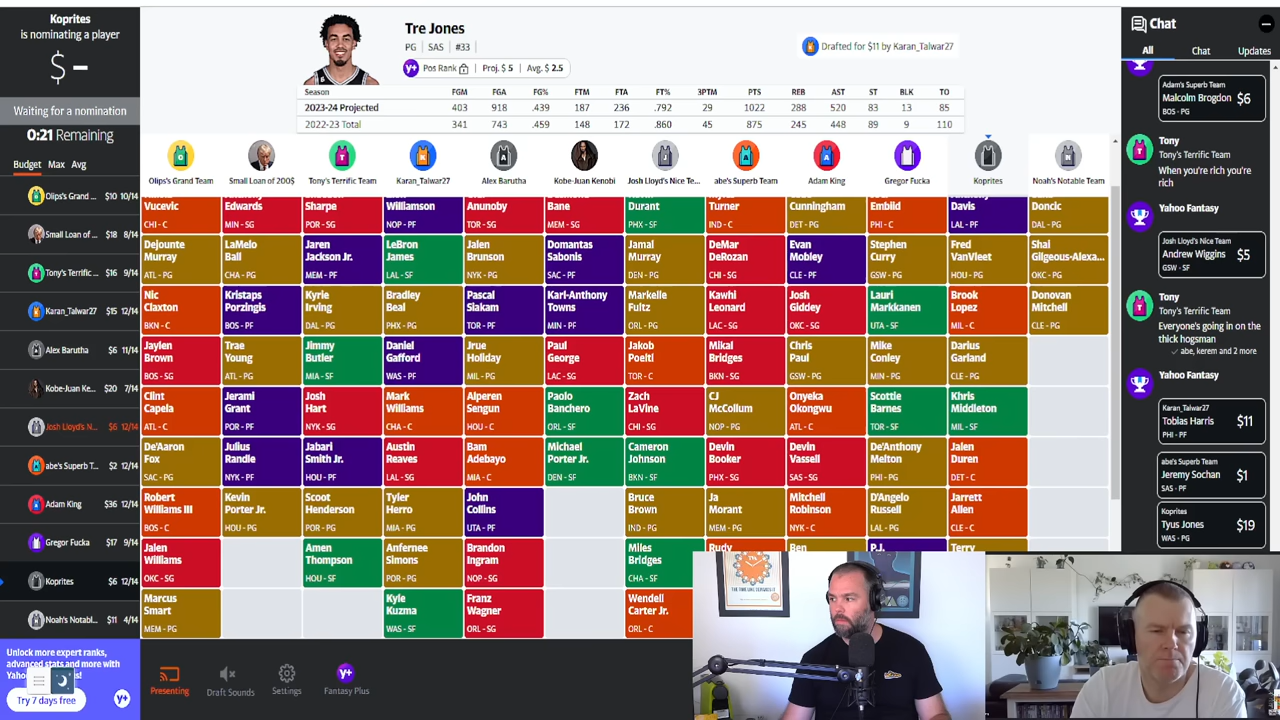 Koprites
is nominating a player
$ –
Waiting for a nomination
0:21 Remaining
Budget Max Avg
Olips's Grand ... $10 10/14
Small Loan of ... $18 8/14
Tony's Terrific ... $16 9/14
Karan_Talwar27 $15 12/14
Alex Barutha $6 11/14
Kobe-Juan Ke... $20 7/14
Josh Lloyd's N... $6 12/14
abe's Superb T... $2 12/14
Adam King $36 12/14
Gregor Fucka $17 9/14
Koprites $6 12/14
Noah's Notabl... $11 4/14
Unlock more expert ranks,
advanced stats and more with
Try 7 days free
Tre Jones
PG SAS #33
Pos Rank Proj. $ 5 Avg. $ 2.5
Drafted for $11 by Karan_Talwar27
Season FGM FGA FG% FTM FTA FT% 3PTM PTS REB AST ST BLK TO
2023-24 Projected 403 918 .439 187 236 .792 29 1022 288 520 83 13 85
2022-23 Total 341 743 .459 148 172 .860 45 875 245 448 89 9 110
Olips's Grand Team Small Loan of 200$ Tony's Terrific Team Karan_Talwar27 Alex Barutha Kobe-Juan Kenobi Josh Lloyd's Nice Te... abe's Superb Team Adam King Gregor Fucka Koprites Noah's Notable Team
Vucevic Edwards Sharpe Williamson Anunoby Bane Durant Turner Cunningham Embiid Davis Doncic
CHI - C MIN - SG POR - SG NOP - PF TOR - SG MEM - SG PHX - SF IND - C DET - PG PHI - C LAL - PF DAL - PG
Dejounte LaMelo Jaren LeBron Jalen Domantas Jamal DeMar Evan Stephen Fred Shai
Murray Ball Jackson Jr. James Brunson Sabonis Murray DeRozan Mobley Curry VanVleet Gilgeous-Alexa...
ATL - PG CHA - PG MEM - PF LAL - SF NYK - PG SAC - PF DEN - PG CHI - SG CLE - PF GSW - PG HOU - PG OKC - PG
Nic Kristaps Kyrie Bradley Pascal Karl-Anthony Markelle Kawhi Josh Lauri Brook Donovan
Claxton Porzingis Irving Beal Siakam Towns Fultz Leonard Giddey Markkanen Lopez Mitchell
BKN - C BOS - PF DAL - PG PHX - PG TOR - PF MIN - PF ORL - PG LAC - SG OKC - SG UTA - SF MIL - C CLE - PG
Jaylen Trae Jimmy Daniel Jrue Paul Jakob Mikal Chris Mike Darius
Brown Young Butler Gafford Holiday George Poeltl Bridges Paul Conley Garland
BOS - SG ATL - PG MIA - SF WAS - PF MIL - PG LAC - SG TOR - C BKN - SG GSW - PG MIN - PG CLE - PG
Clint Jerami Josh Mark Alperen Paolo Zach CJ Onyeka Scottie Khris
Capela Grant Hart Williams Sengun Banchero LaVine McCollum Okongwu Barnes Middleton
ATL - C POR - PF NYK - SG CHA - C HOU - C ORL - SF CHI - SG NOP - PG ATL - C TOR - SF MIL - SF
De'Aaron Julius Jabari Austin Bam Michael Cameron Devin Devin De'Anthony Jalen
Fox Randle Smith Jr. Reaves Adebayo Porter Jr. Johnson Booker Vassell Melton Duren
SAC - PG NYK - PF HOU - PF LAL - SG MIA - C DEN - SF BKN - SF PHX - SG SAS - SG PHI - PG DET - C
Robert Kevin Scoot Tyler John Bruce Ja Mitchell D'Angelo Jarrett
Williams III Porter Jr. Henderson Herro Collins Brown Morant Robinson Russell Allen
BOS - C HOU - PG POR - PG MIA - PG UTA - PF IND - PG MEM - PG NYK - C LAL - PG CLE - C
Jalen Amen Anfernee Brandon Miles Rudy Ben P.J. Terry
Williams Thompson Simons Ingram Bridges
OKC - SG HOU - SF POR - PG NOP - SG CHA - SF
Marcus Kyle Franz Wendell
Smart Kuzma Wagner Carter Jr.
MEM - PG WAS - SF ORL - SG ORL - C
Presenting Draft Sounds Settings Fantasy Plus
Chat
All Chat Updates
Adam's Superb Team
Malcolm Brogdon $6
BOS - PG
Tony
Tony's Terrific Team
When you're rich you're
rich
Yahoo Fantasy
Josh Lloyd's Nice Team
Andrew Wiggins $5
GSW - SF
Tony
Tony's Terrific Team
Everyone's going in on the
thick hogsman
abe, kerem and 2 more
Yahoo Fantasy
Karan_Talwar27
Tobias Harris $11
PHI - PF
abe's Superb Team
Jeremy Sochan $1
SAS - PF
Koprites
Tyus Jones $19
WAS - PG